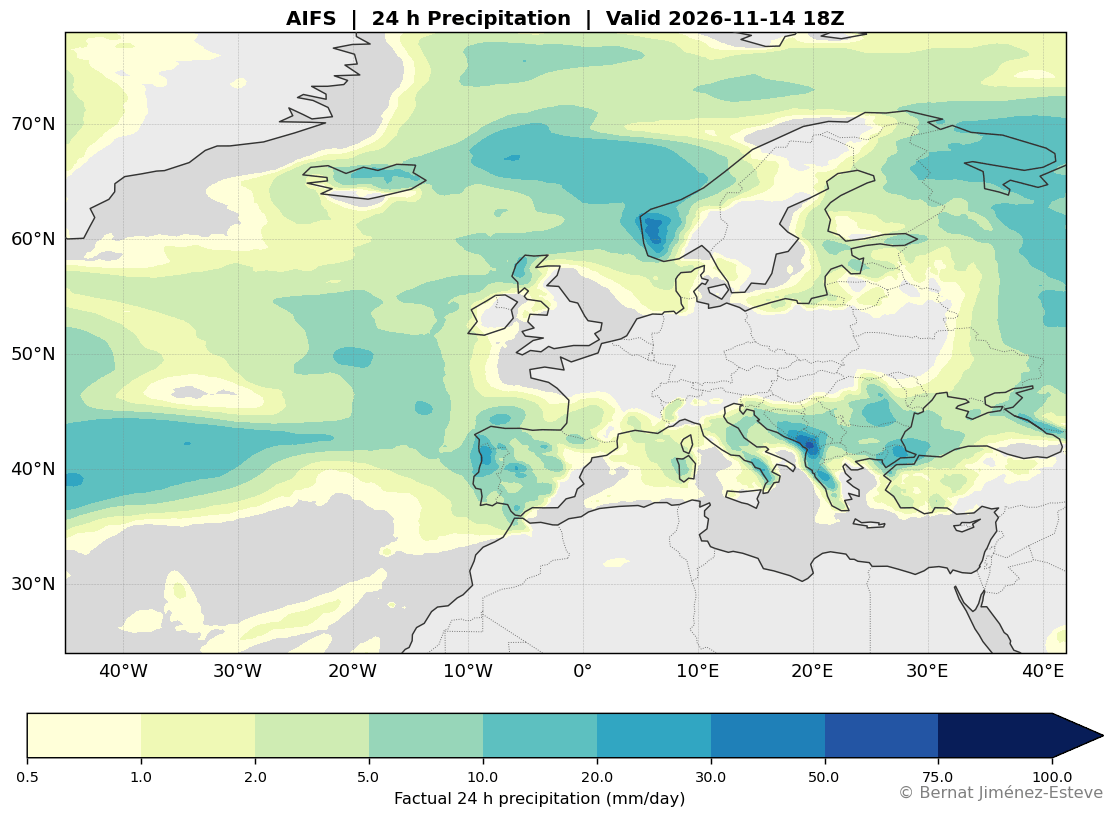 AIFS | 24 h Precipitation | Valid 2026-11-14 18Z
70°N
60°N
50°N
40°N
30°N
40°W 30°W 20°W 10°W 0° 10°E 20°E 30°E 40°E
0.5 1.0 2.0 5.0 10.0 20.0 30.0 50.0 75.0 100.0
Factual 24 h precipitation (mm/day)
© Bernat Jiménez-Esteve